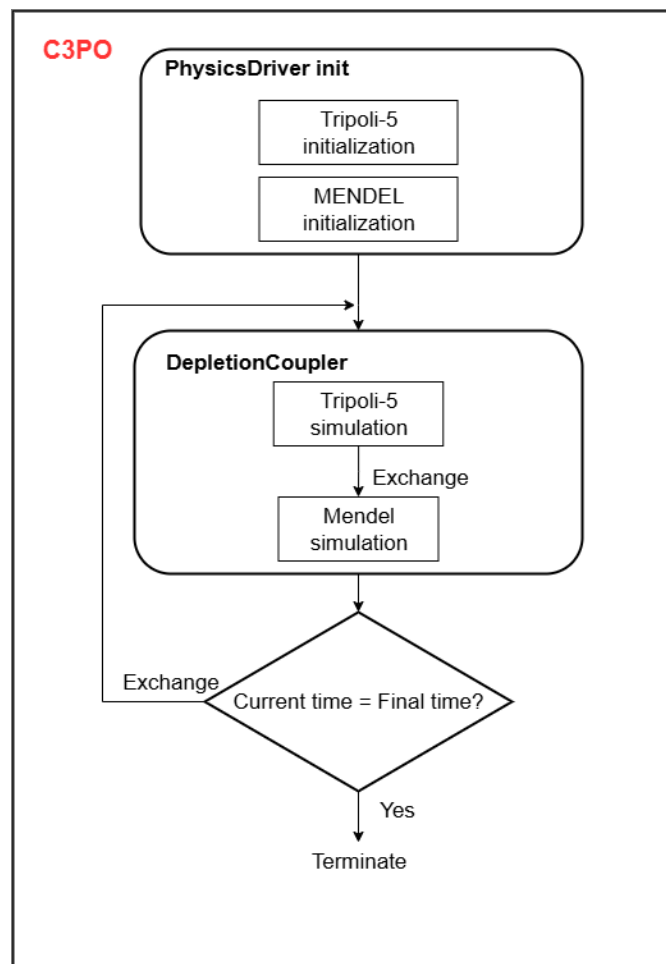 C3PO
PhysicsDriver init
Tripoli-5
initialization
MENDEL
initialization
DepletionCoupler
Tripoli-5
simulation
Exchange
Mendel
simulation
Exchange
Current time = Final time?
Yes
Terminate